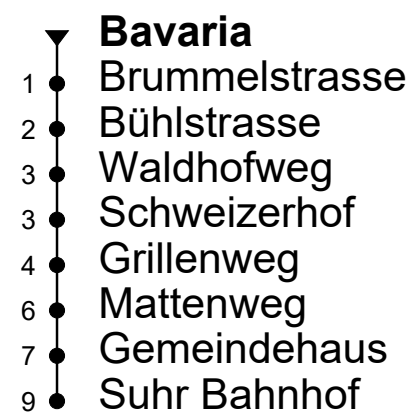 Bavaria
1 Brummelstrasse
2 Bühlstrasse
3 Waldhofweg
3 Schweizerhof
4 Grillenweg
6 Mattenweg
7 Gemeindehaus
9 Suhr Bahnhof